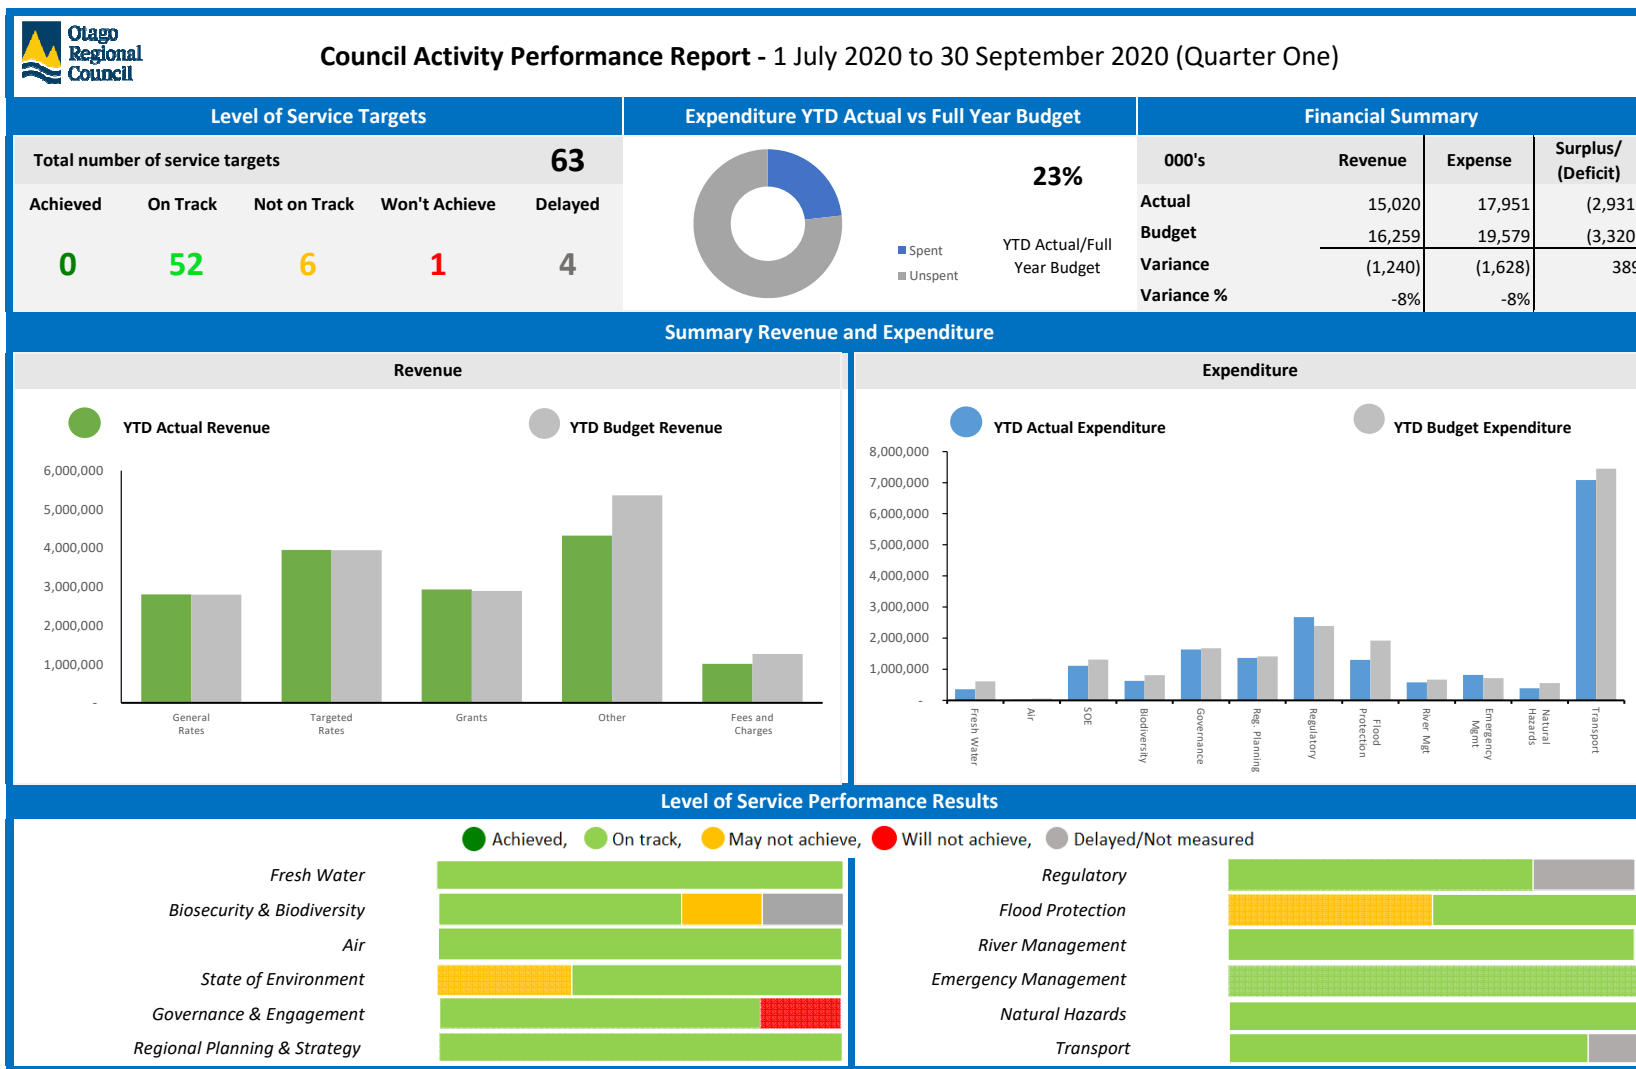 Otago
Regional
Council
Council Activity Performance Report - 1 July 2020 to 30 September 2020 (Quarter One)
Level of Service Targets
Total number of service targets 63
Achieved On Track Not on Track Won't Achieve Delayed
0 52 6 1 4
Expenditure YTD Actual vs Full Year Budget
23%
Spent
Unspent
YTD Actual/Full
Year Budget
Financial Summary
000's Revenue Expense Surplus/
(Deficit)
Actual 15,020 17,951 (2,931
Budget 16,259 19,579 (3,320
Variance (1,240) (1,628) 389
Variance % -8% -8%
Summary Revenue and Expenditure
Revenue
YTD Actual Revenue YTD Budget Revenue
6,000,000
5,000,000
4,000,000
3,000,000
2,000,000
1,000,000
-
General
Rates
Targeted
Rates
Grants
Other
Fees and
Charges
Expenditure
YTD Actual Expenditure YTD Budget Expenditure
8,000,000
7,000,000
6,000,000
5,000,000
4,000,000
3,000,000
2,000,000
1,000,000
-
Fresh Water
Air
SOE
Biodiversity
Governance
Reg. Planning
Regulatory
Flood
Protection
River Mgt
Emergency
Mgmt
Natural
Hazards
Transport
Level of Service Performance Results
Achieved, On track, May not achieve, Will not achieve, Delayed/Not measured
Fresh Water
Biosecurity & Biodiversity
Air
State of Environment
Governance & Engagement
Regional Planning & Strategy
Regulatory
Flood Protection
River Management
Emergency Management
Natural Hazards
Transport